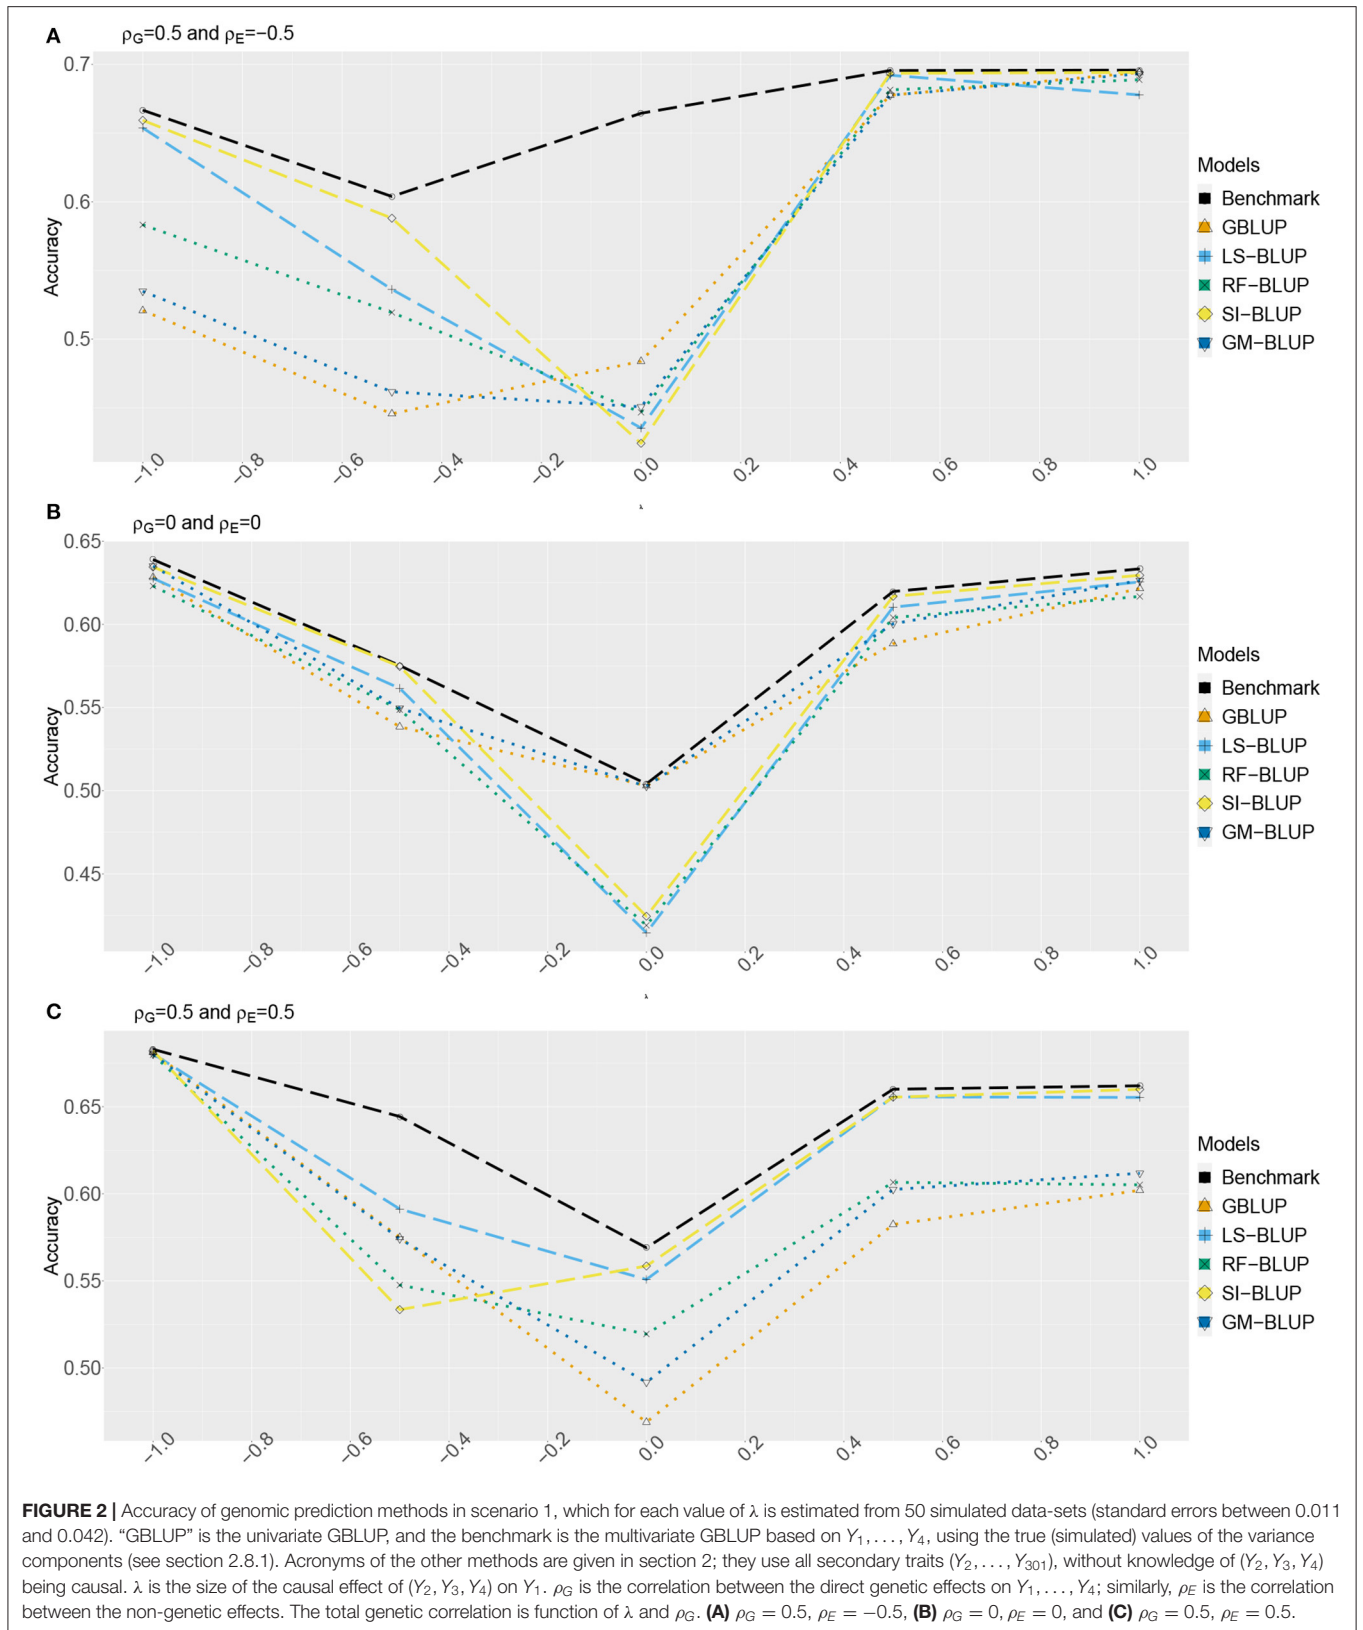 A
ρG=0.5 and ρE=−0.5
0.7
0.6
0.5
Accuracy
−1.0 −0.8 −0.6 −0.4 −0.2 0.0 0.2 0.4 0.6 0.8 1.0
λ
Models
Benchmark
GBLUP
LS−BLUP
RF−BLUP
SI−BLUP
GM−BLUP
B
ρG=0 and ρE=0
0.65
0.60
0.55
0.50
0.45
−1.0 −0.8 −0.6 −0.4 −0.2 0.0 0.2 0.4 0.6 0.8 1.0
λ
Models
Benchmark
GBLUP
LS−BLUP
RF−BLUP
SI−BLUP
GM−BLUP
C
ρG=0.5 and ρE=0.5
0.65
0.60
0.55
0.50
Accuracy
−1.0 −0.8 −0.6 −0.4 −0.2 0.0 0.2 0.4 0.6 0.8 1.0
Models
Benchmark
GBLUP
LS−BLUP
RF−BLUP
SI−BLUP
GM−BLUP
FIGURE 2 | Accuracy of genomic prediction methods in scenario 1, which for each value of λ is estimated from 50 simulated data-sets (standard errors between 0.011
and 0.042). “GBLUP” is the univariate GBLUP, and the benchmark is the multivariate GBLUP based on Y1, . . . , Y4, using the true (simulated) values of the variance
components (see section 2.8.1). Acronyms of the other methods are given in section 2; they use all secondary traits (Y2, . . . , Y301), without knowledge of (Y2, Y3, Y4)
being causal. λ is the size of the causal effect of (Y2, Y3, Y4) on Y1. ρG is the correlation between the direct genetic effects on Y1, . . . , Y4; similarly, ρE is the correlation
between the non-genetic effects. The total genetic correlation is function of λ and ρG. (A) ρG = 0.5, ρE = −0.5, (B) ρG = 0, ρE = 0, and (C) ρG = 0.5, ρE = 0.5.